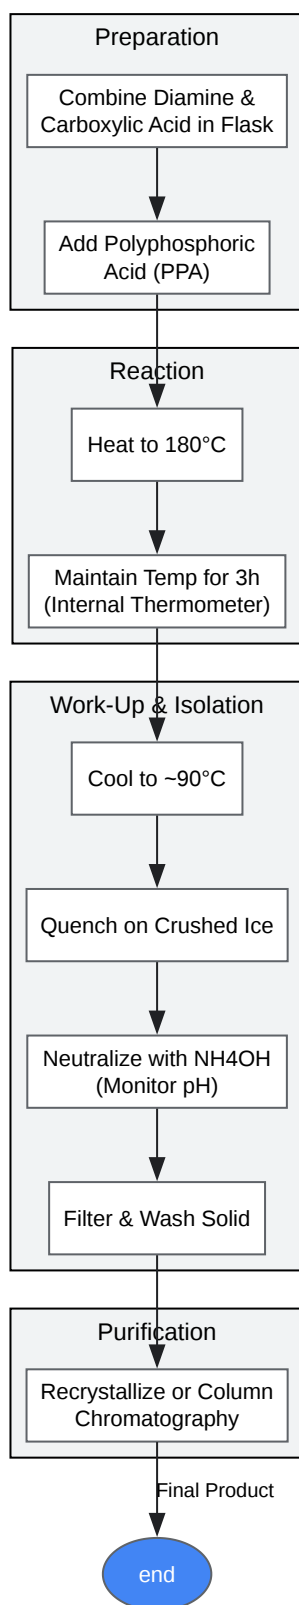 Preparation
Combine Diamine &
Carboxylic Acid in Flask
Add Polyphosphoric
Acid (PPA)
Reaction
Heat to 180°C
Maintain Temp for 3h
(Internal Thermometer)
Work-Up & Isolation
Cool to ~90°C
Quench on Crushed Ice
Neutralize with NH4OH
(Monitor pH)
Filter & Wash Solid
Purification
Recrystallize or Column
Chromatography
Final Product
end